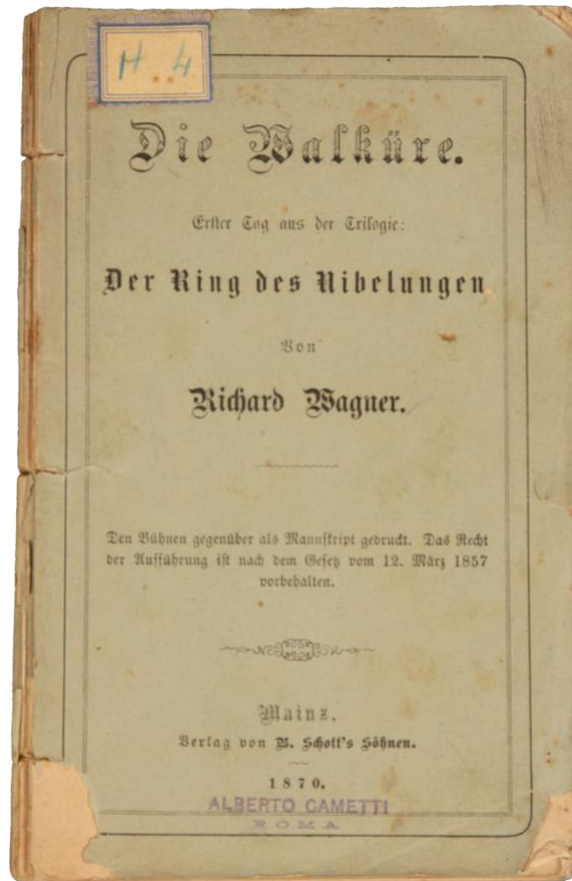 H. 4
Die Walküre.
Erster Tag aus der Trilogie:
Der Ring des Nibelungen
Von
Richard Wagner.
Den Bühnen gegenüber als Manuskript gedruckt. Das Recht
der Aufführung ist nach dem Gesetz vom 12. März 1857
vorbehalten.
Mainz.
Verlag von B. Schott's Söhnen.
1870.
ALBERTO CAMETTI
ROMA